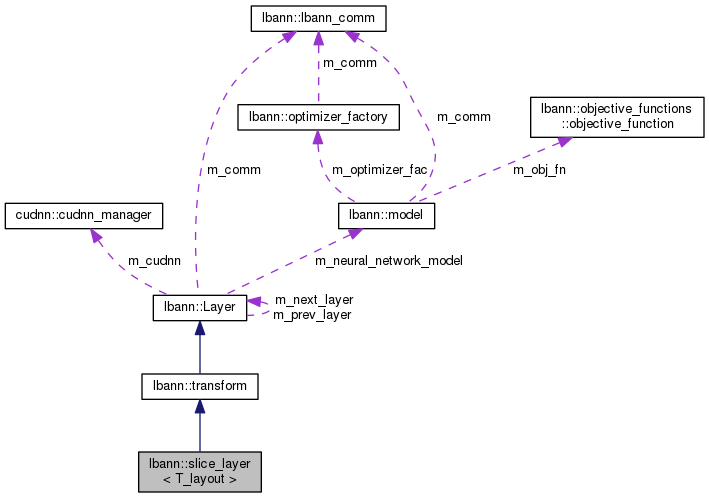 lbann::lbann_comm
m_comm
lbann::optimizer_factory
lbann::objective_functions
::objective_function
m_comm
m_comm
m_optimizer_fac
m_obj_fn
cudnn::cudnn_manager
lbann::model
m_cudnn
m_neural_network_model
lbann::Layer
m_next_layer
m_prev_layer
lbann::transform
lbann::slice_layer
< T_layout >